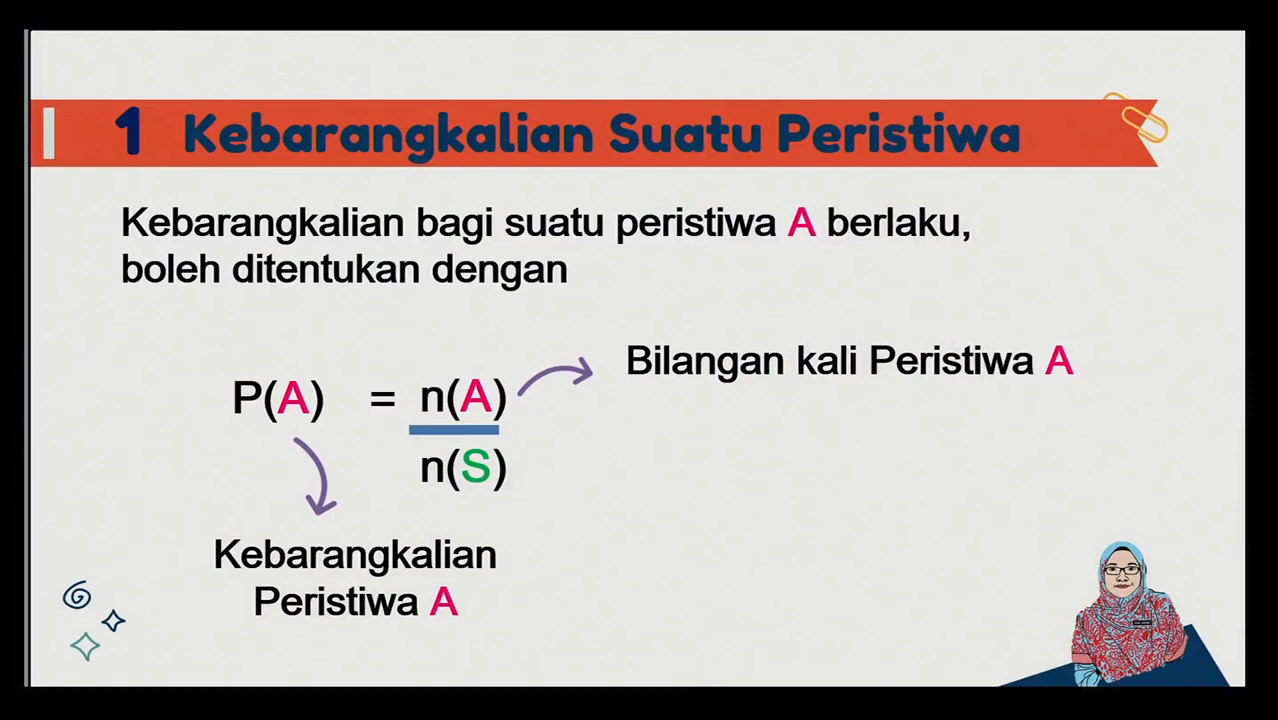 1 Kebarangkalian Suatu Peristiwa
Kebarangkalian bagi suatu peristiwa A berlaku,
boleh ditentukan dengan
Bilangan kali Peristiwa A
P(A) = n(A)
n(S)
Kebarangkalian
Peristiwa A